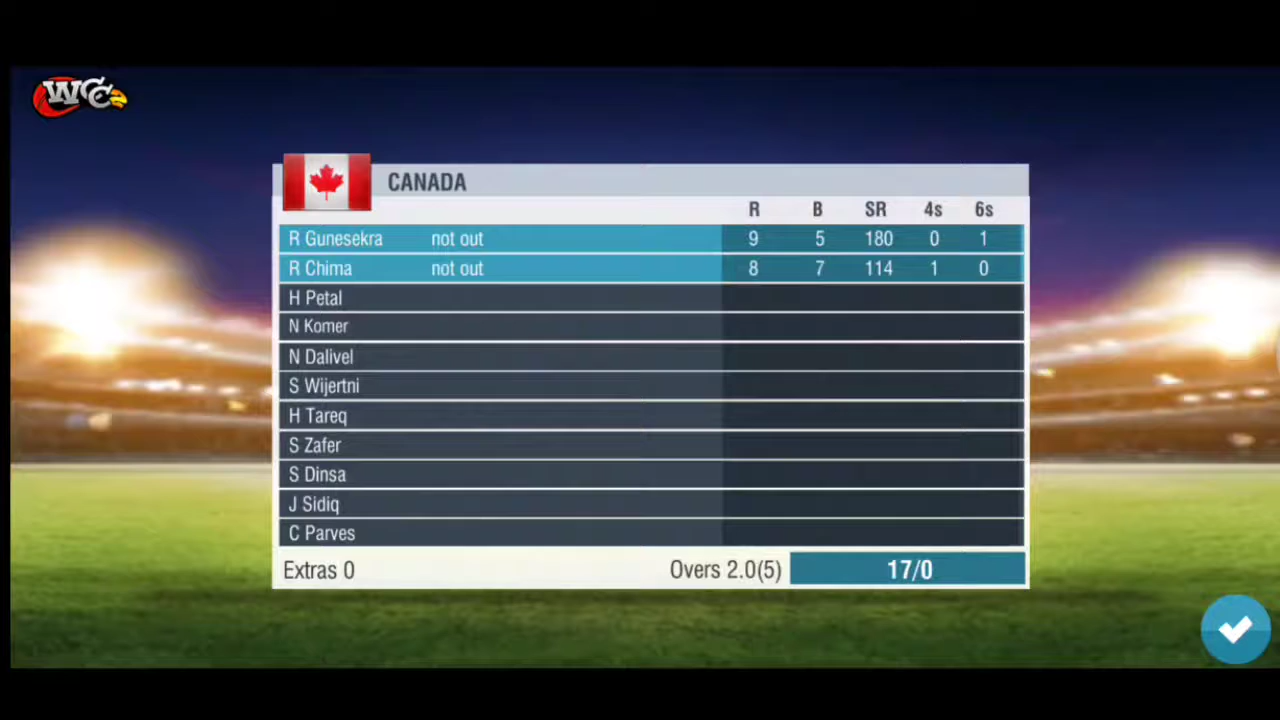 WCC
CANADA
R B SR 4s 6s
R Gunesekra not out 9 5 180 0 1
R Chima not out 8 7 114 1 0
H Petal
N Komer
N Dalivel
S Wijertni
H Tareq
S Zafer
S Dinsa
J Sidiq
C Parves
Extras 0 Overs 2.0(5) 17/0